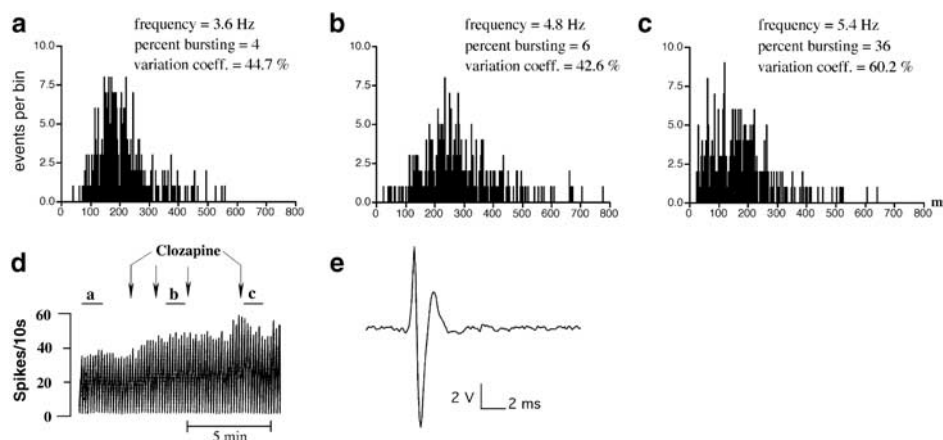 a
frequency = 3.6 Hz
percent bursting = 4
variation coeff. = 44.7 %
events per bin
10.0
7.5
5.0
2.5
0.0
0 100 200 300 400 500 600 700 800
b
frequency = 4.8 Hz
percent bursting = 6
variation coeff. = 42.6 %
10.0
7.5
5.0
2.5
0.0
0 100 200 300 400 500 600 700 800
c
frequency = 5.4 Hz
percent bursting = 36
variation coeff. = 60.2 %
10.0
7.5
5.0
2.5
0.0
0 100 200 300 400 500 600 700 800 m
d
Clozapine
a b c
Spikes/10s
60
40
20
0
5 min
e
2 V
2 ms